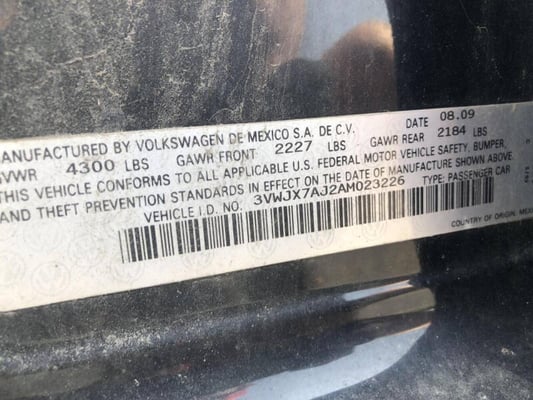 MANUFACTURED BY VOLKSWAGEN DE MEXICO S.A. DE C.V. DATE 08.09
GVWR 4300 LBS GAWR FRONT 2227 LBS GAWR REAR 2184 LBS
THIS VEHICLE CONFORMS TO ALL APPLICABLE U.S. FEDERAL MOTOR VEHICLE SAFETY, BUMPER,
AND THEFT PREVENTION STANDARDS IN EFFECT ON THE DATE OF MANUFACTURE SHOWN ABOVE.
VEHICLE I.D. NO. 3VWJX7AJ2AM023226 TYPE: PASSENGER CAR
COUNTRY OF ORIGIN